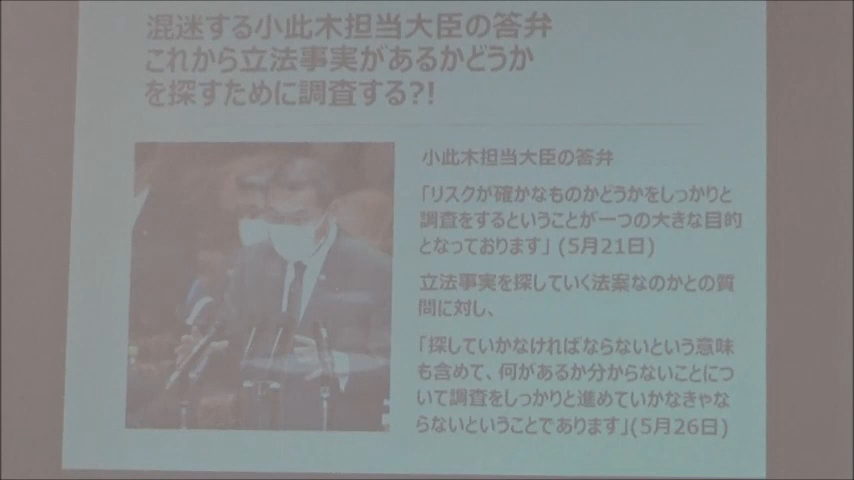 混迷する小此木担当大臣の答弁
これから立法事実があるかどうか
を探すために調査する?!
小此木担当大臣の答弁
「リスクが確かなものかどうかをしっかりと
調査をするということが一つの大きな目的
となっております」(5月21日)
立法事実を探していく法案なのかとの質
問に対し、
「探していかなければならないという意味
も含めて、何があるか分からないことにつ
いて調査をしっかりと進めていかなきゃな
らないということであります」(5月26日)